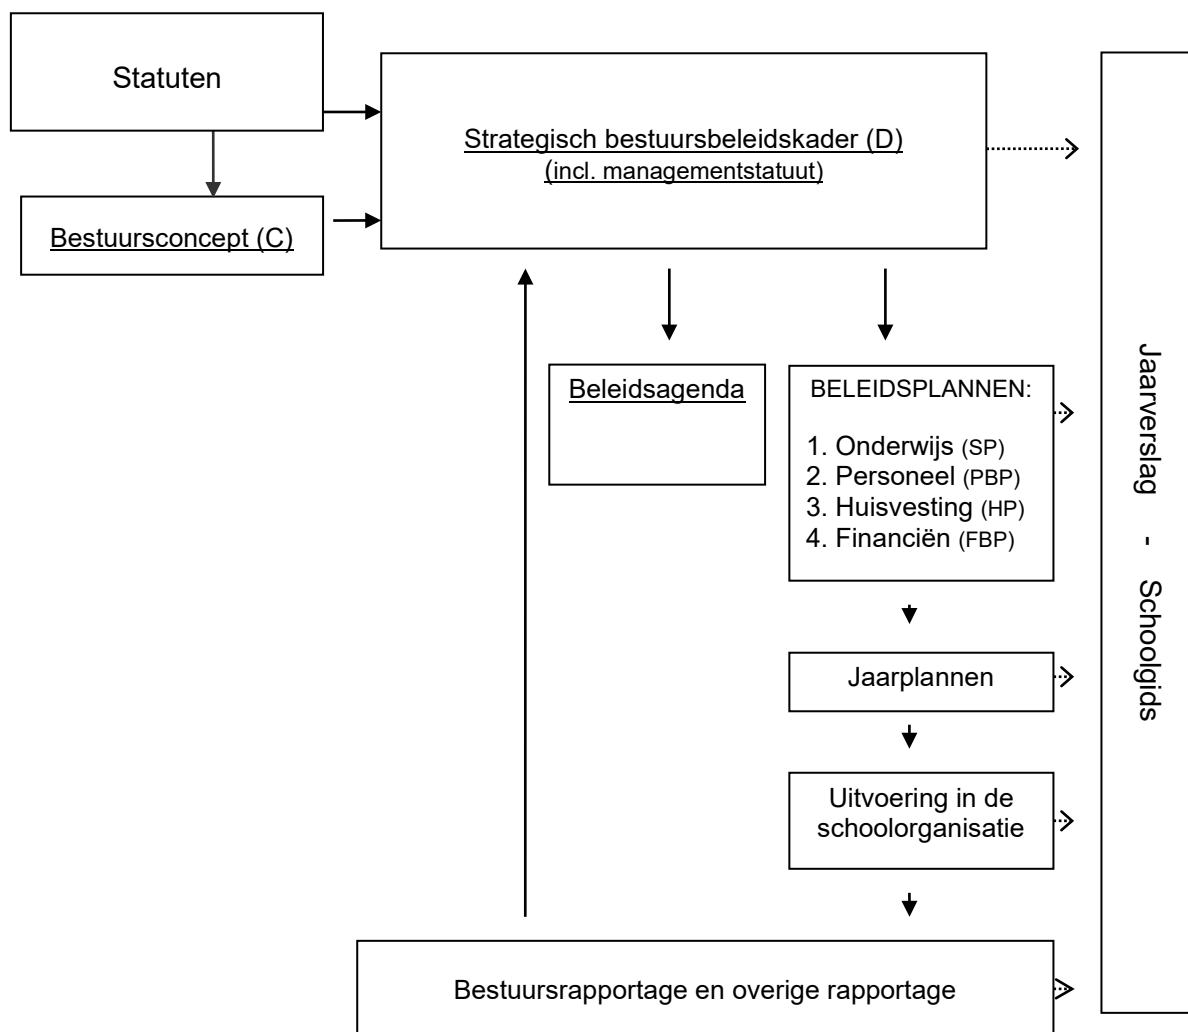 Statuten
Strategisch bestuursbeleidskader (D)
(incl. managementstatuut)
Bestuursconcept (C)
Beleidsagenda
BELEIDSPLANNEN:
1. Onderwijs (SP)
2. Personeel (PBP)
3. Huisvesting (HP)
4. Financiën (FBP)
Jaarplannen
Uitvoering in de
schoolorganisatie
Bestuursrapportage en overige rapportage
Jaarverslag - Schoolgids